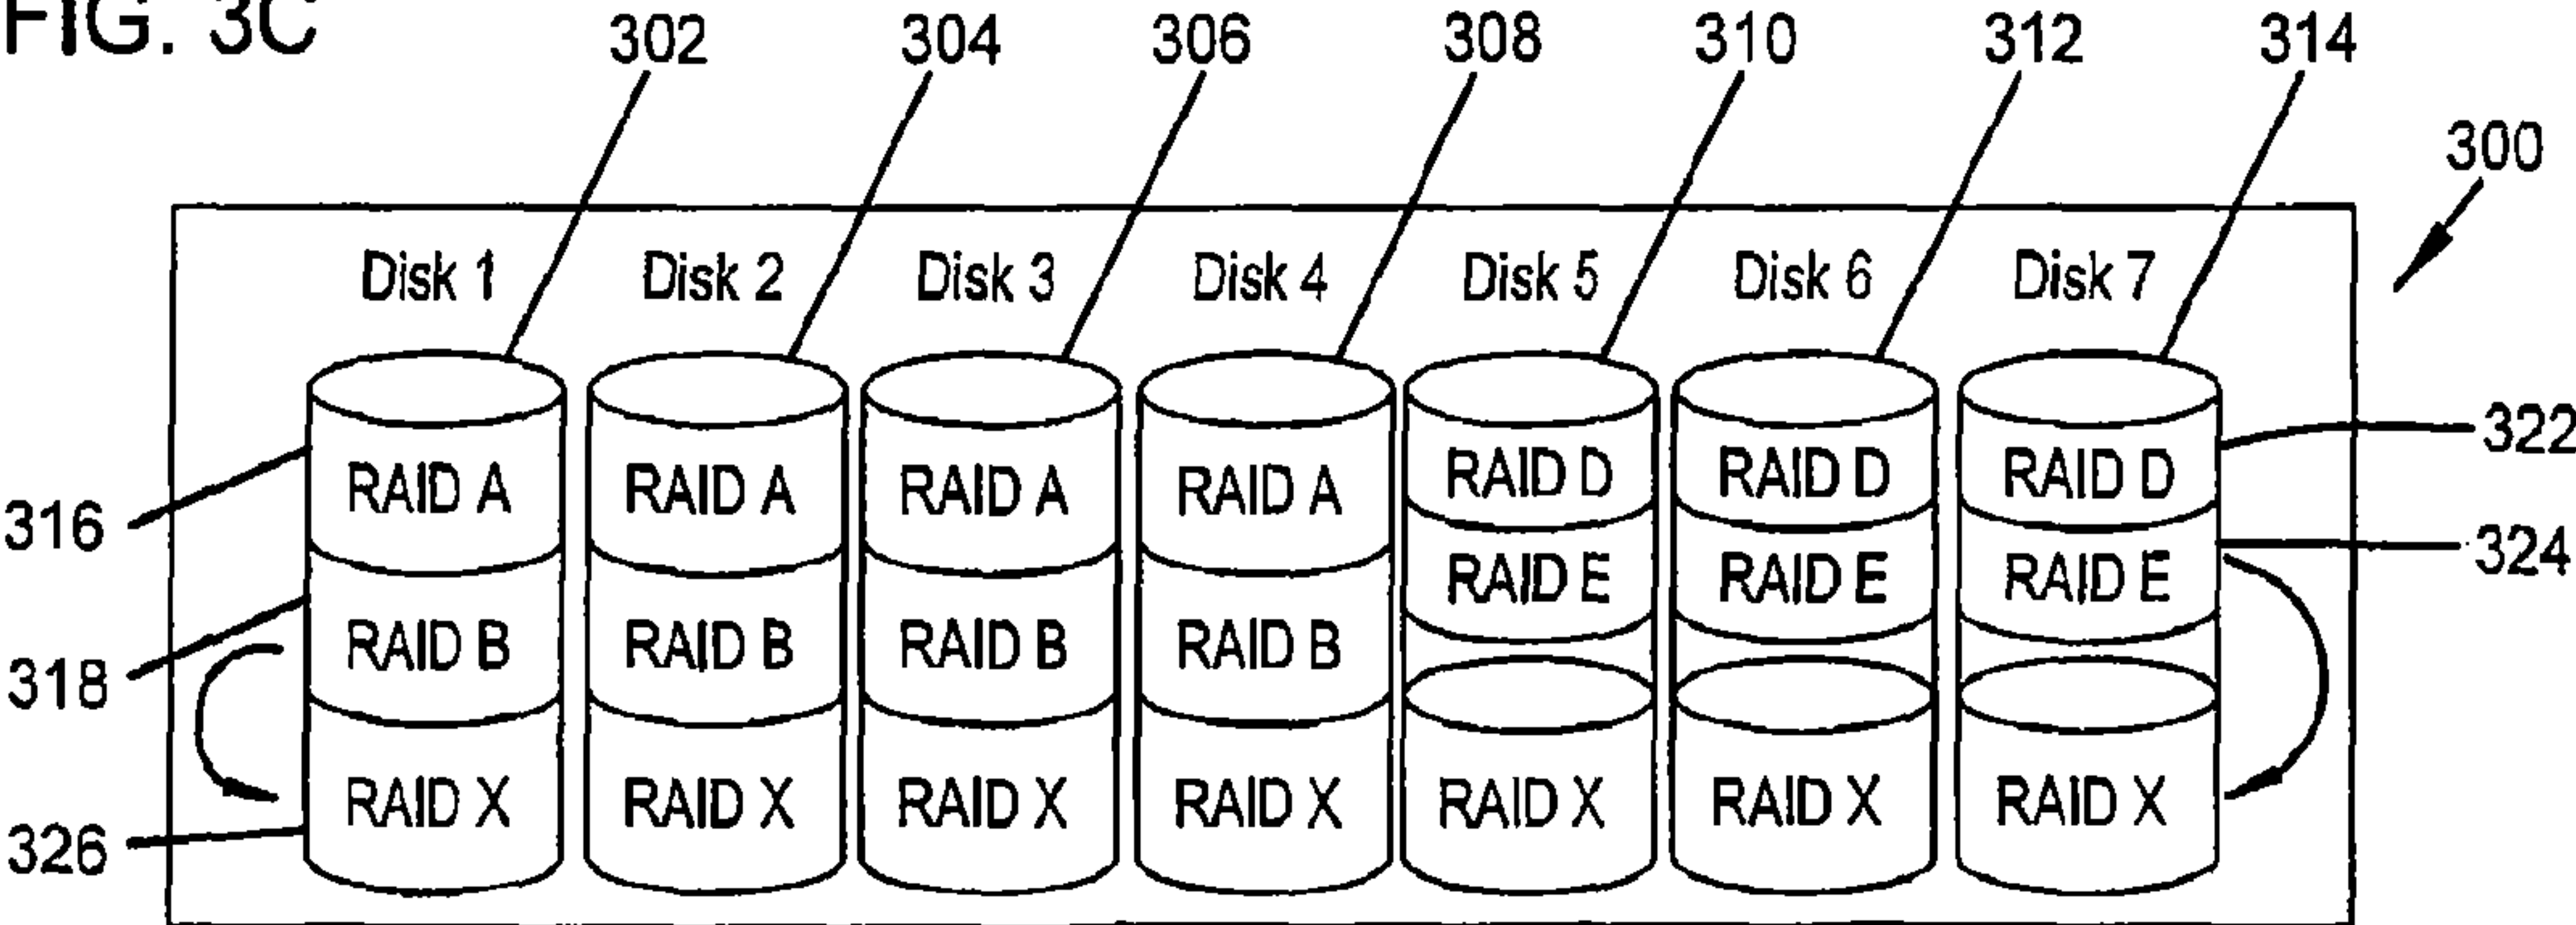 FIG. 3C
302 304 306 308 310 312 314
300
Disk 1 Disk 2 Disk 3 Disk 4 Disk 5 Disk 6 Disk 7
322
RAID A RAID A RAID A RAID A RAID D RAID D RAID D
316
324
RAID E RAID E RAID E
RAID B RAID B RAID B RAID B
318
RAID X RAID X RAID X RAID X RAID X RAID X RAID X
326